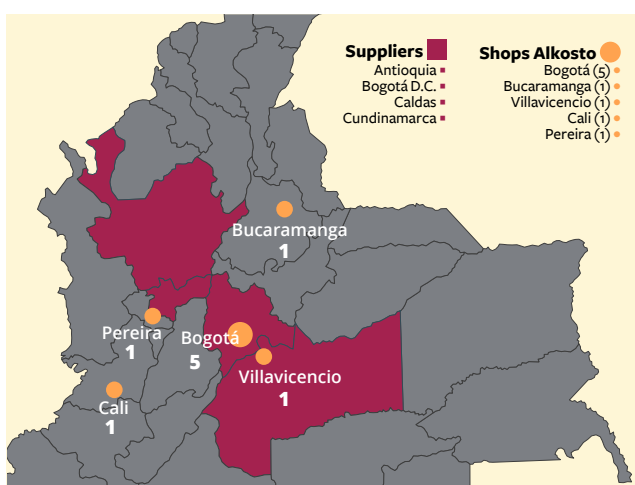 Suppliers
Antioquia
Bogotá D.C.
Caldas
Cundinamarca
Shops Alkosto
Bogotá (5)
Bucaramanga (1)
Villavicencio (1)
Cali (1)
Pereira (1)
Bucaramanga
1
Pereira
1
Bogotá
5
Villavicencio
1
Cali
1